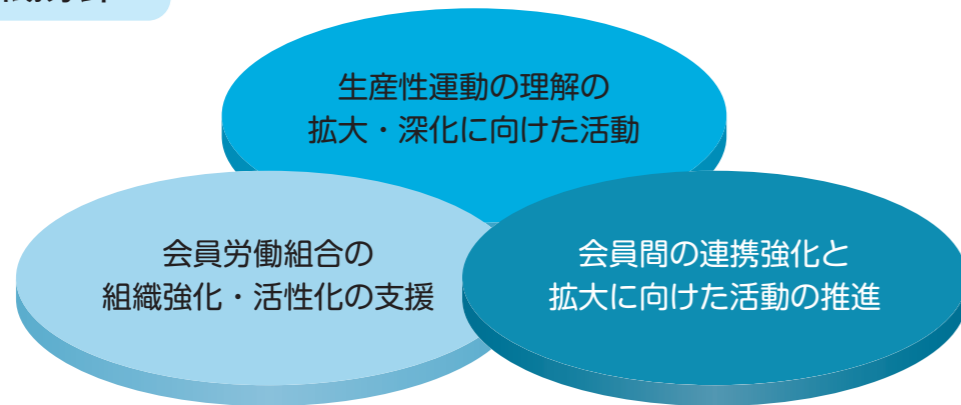 生産性運動の理解の
拡大・深化に向けた活動
会員労働組合の
組織強化・活性化の支援
会員間の連携強化と
拡大に向けた活動の推進